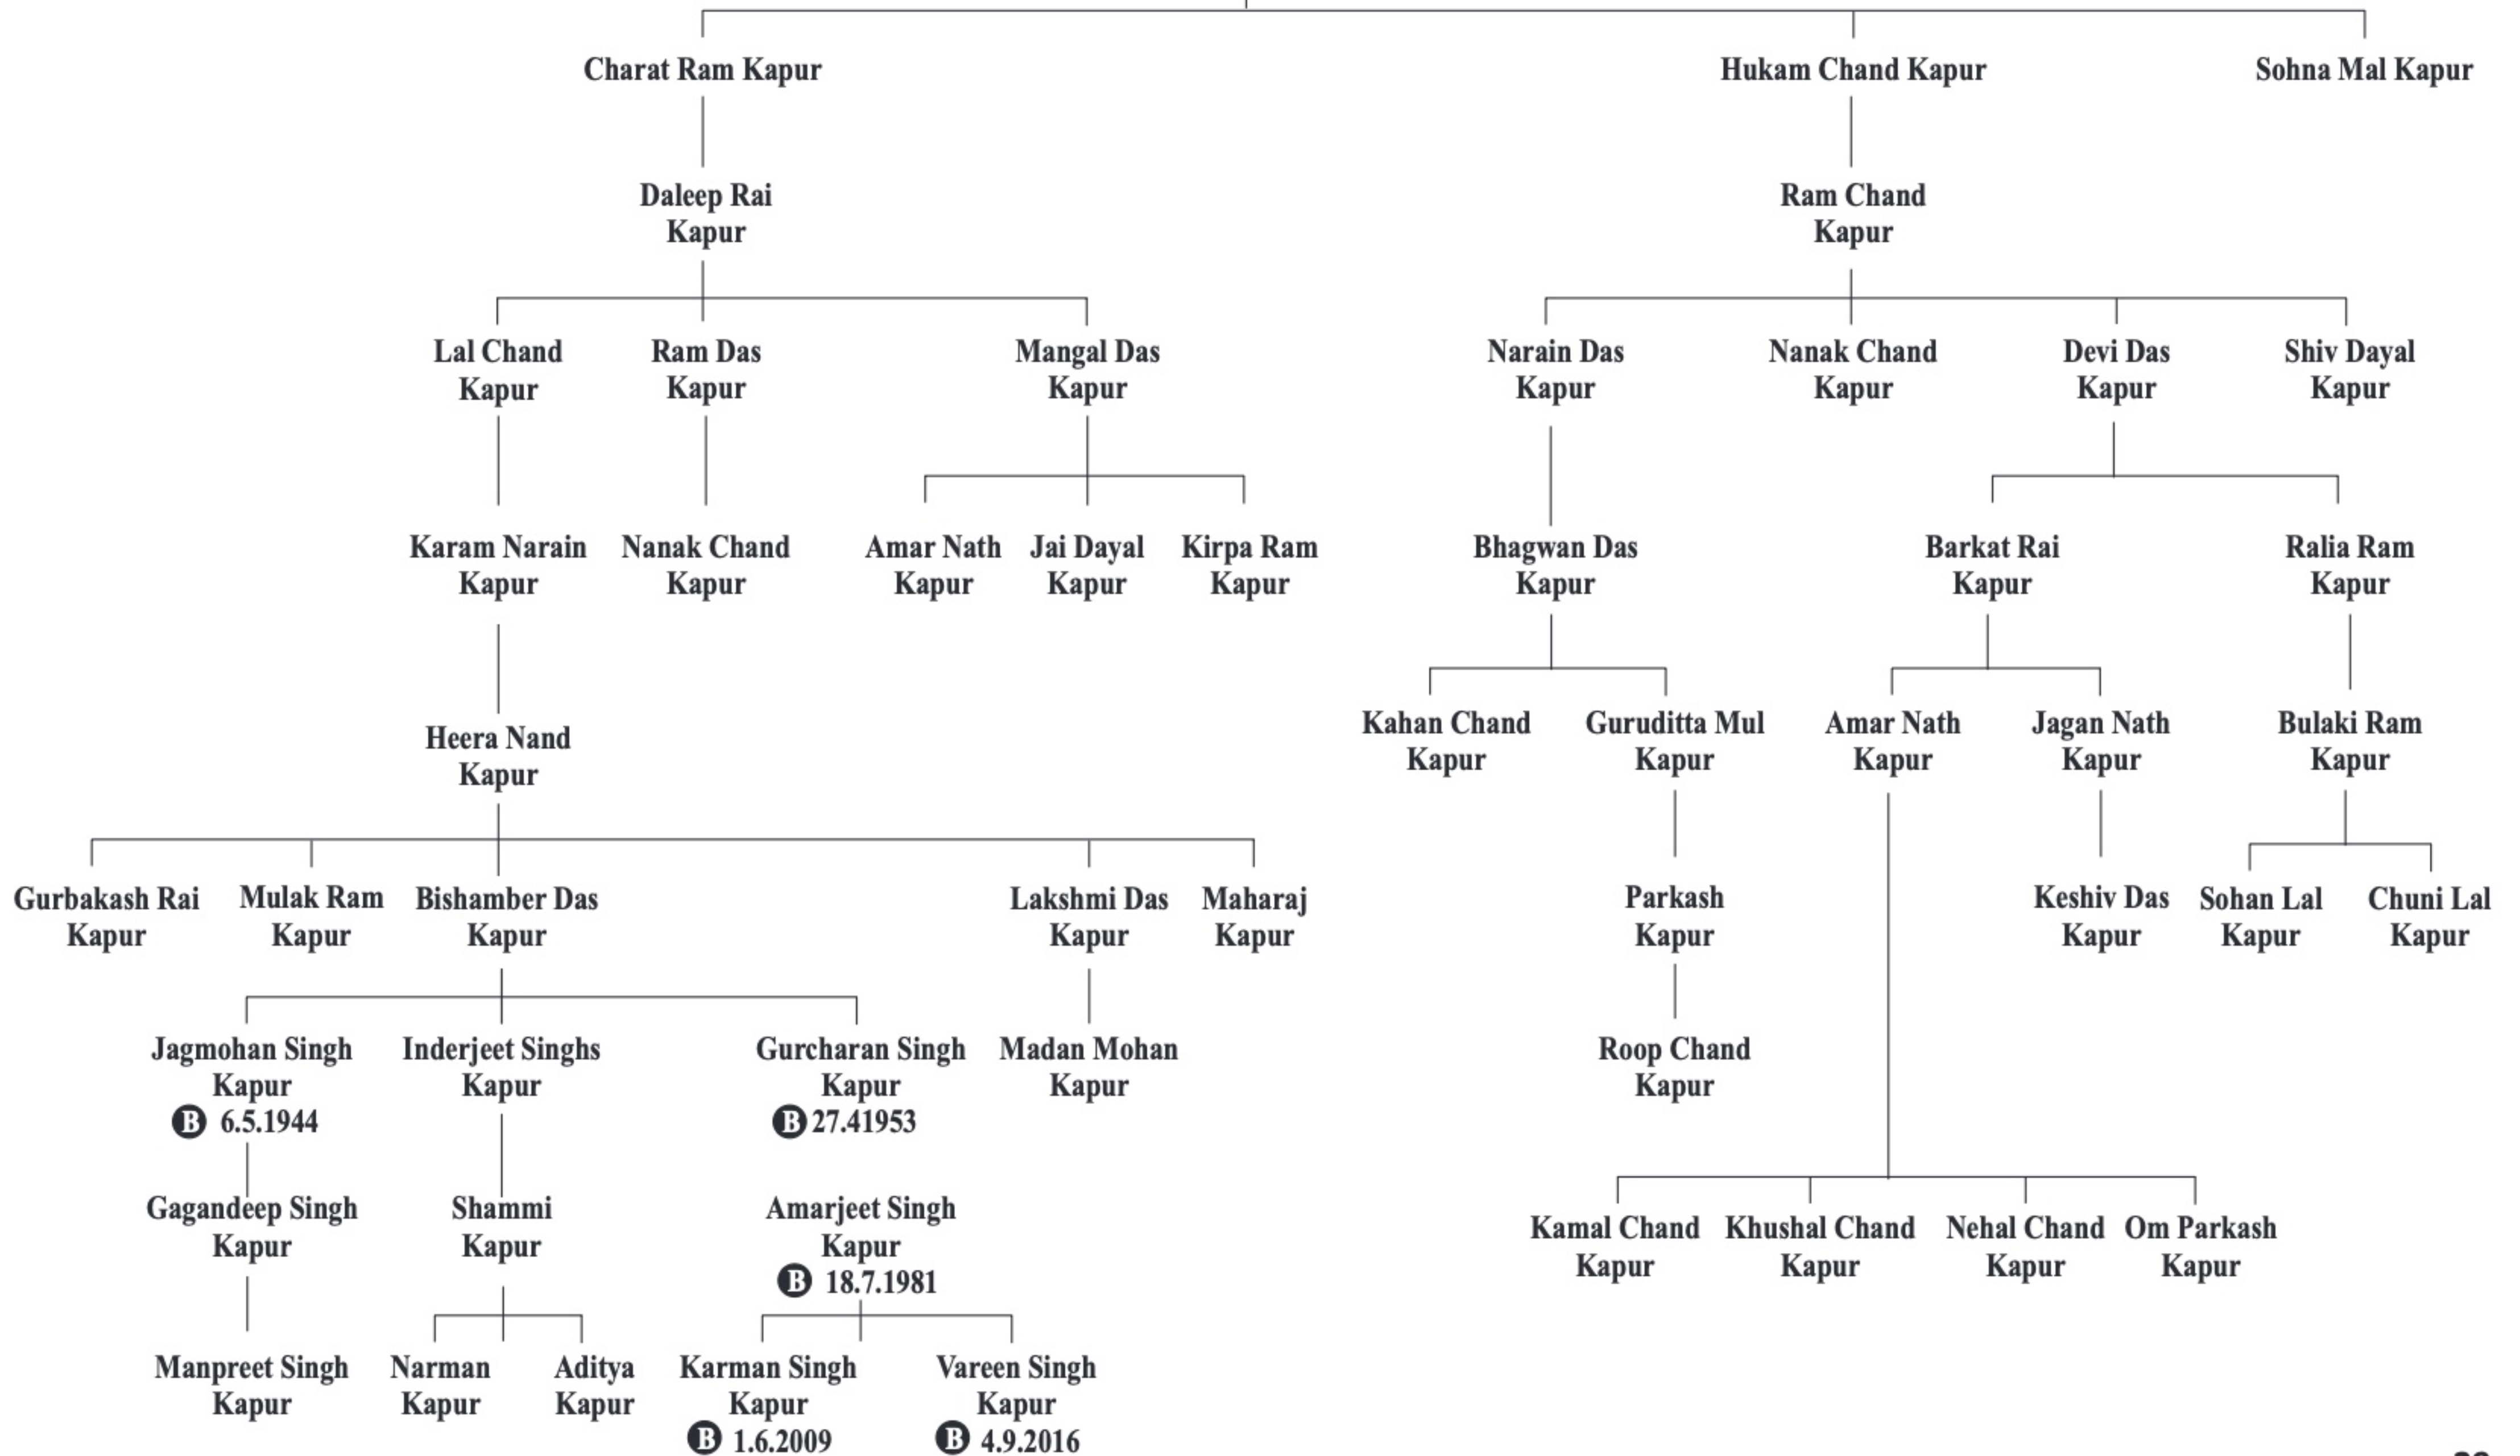 Charat Ram Kapur
Hukam Chand Kapur
Sohna Mal Kapur
Daleep Rai
Kapur
Ram Chand
Kapur
Lal Chand
Kapur
Ram Das
Kapur
Mangal Das
Kapur
Narain Das
Kapur
Nanak Chand
Kapur
Devi Das
Kapur
Shiv Dayal
Kapur
Karam Narain
Kapur
Nanak Chand
Kapur
Amar Nath
Kapur
Jai Dayal
Kapur
Kirpa Ram
Kapur
Bhagwan Das
Kapur
Barkat Rai
Kapur
Ralia Ram
Kapur
Heera Nand
Kapur
Kahan Chand
Kapur
Guruditta Mul
Kapur
Amar Nath
Kapur
Jagan Nath
Kapur
Bulaki Ram
Kapur
Gurbakash Rai
Kapur
Mulak Ram
Kapur
Bishamber Das
Kapur
Lakshmi Das
Kapur
Maharaj
Kapur
Parkash
Kapur
Keshiv Das
Kapur
Sohan Lal
Kapur
Chuni Lal
Kapur
Jagmohan Singh
Kapur
B 6.5.1944
Inderjeet Singhs
Kapur
Gurcharan Singh
Kapur
B 27.41953
Madan Mohan
Kapur
Roop Chand
Kapur
Gagandeep Singh
Kapur
Shammi
Kapur
Amarjeet Singh
Kapur
B 18.7.1981
Kamal Chand
Kapur
Khushal Chand
Kapur
Nehal Chand
Kapur
Om Parkash
Kapur
Manpreet Singh
Kapur
Narman
Kapur
Aditya
Kapur
Karman Singh
Kapur
B 1.6.2009
Vareen Singh
Kapur
B 4.9.2016